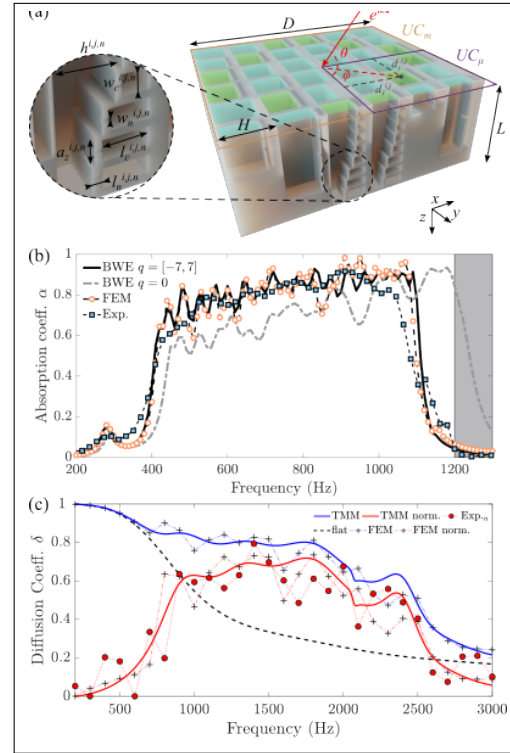 (a)
D
UC_m
h^{i,j,n}
θ
UC_μ
w_c^{i,j,n}
φ
w_n^{i,j,n}
H
L
a_z^{i,j,n}
l_c^{i,j,n}
l_n^{i,j,n}
x
z
y
(b)
1
BWE q = [−7, 7]
BWE q = 0
FEM
Exp.
0.8
0.6
0.4
0.2
0
Absorption coeff. α
200 400 600 800 1000 1200
Frequency (Hz)
(c)
1
TMM TMM norm. Exp.n
flat FEM FEM norm.
0.8
0.6
0.4
0.2
0
Diffusion Coeff. δ
500 1000 1500 2000 2500 3000
Frequency (Hz)